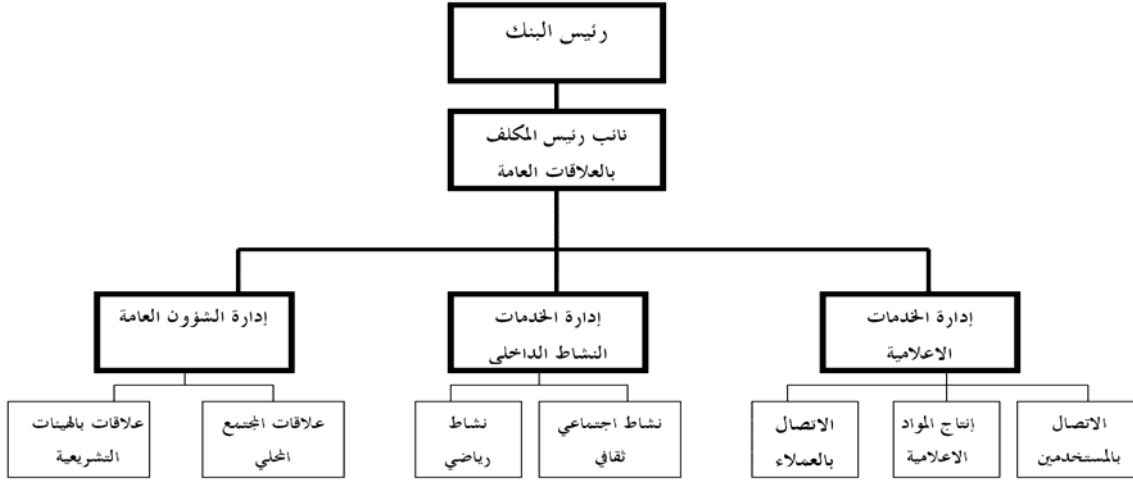 رئيس البنك
نائب رئيس المكلف
بالعلاقات العامة
إدارة الخدمات
الاعلامية
إدارة الخدمات
النشاط الداخلي
إدارة الشؤون العامة
الاتصال
بالمستخدمين
إنتاج المواد
الاعلامية
الاتصال
بالعملاء
نشاط اجتماعي
ثقافي
نشاط
رياضي
علاقات المجتمع
المحلي
علاقات بالهيئات
التشريعية